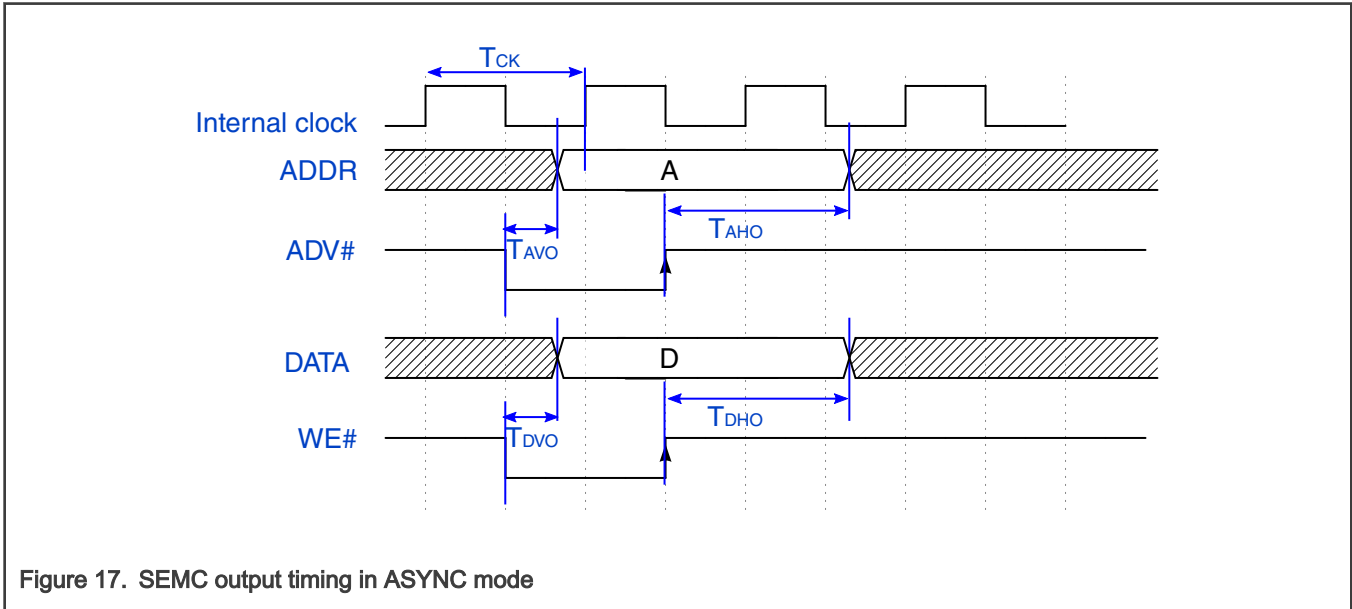 TCK
Internal clock
ADDR
A
TAHO
TAVO
ADV#
DATA
D
TDHO
TDVO
WE#
Figure 17. SEMC output timing in ASYNC mode